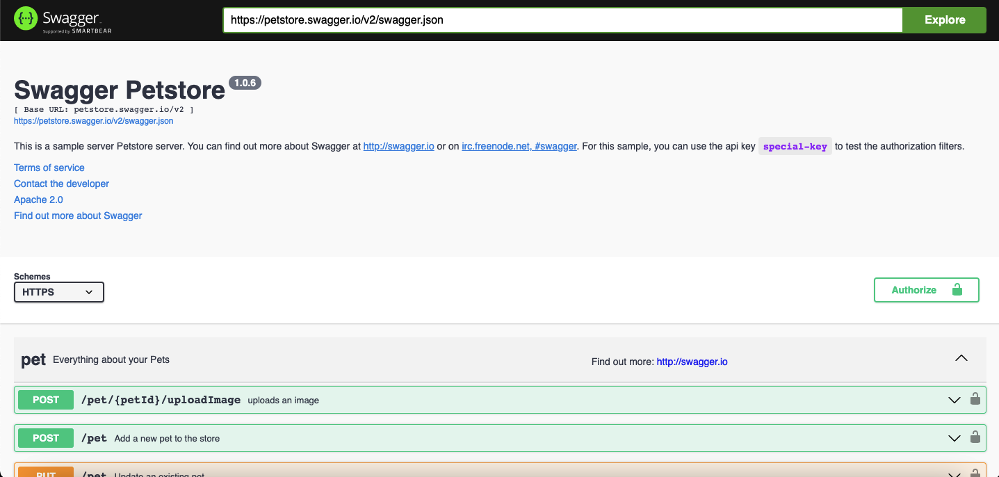 {···} Swagger
Supported by SMARTBEAR
https://petstore.swagger.io/v2/swagger.json
Explore
Swagger Petstore 1.0.6
[ Base URL: petstore.swagger.io/v2 ]
https://petstore.swagger.io/v2/swagger.json
This is a sample server Petstore server. You can find out more about Swagger at http://swagger.io or on irc.freenode.net, #swagger. For this sample, you can use the api key special-key to test the authorization filters.
Terms of service
Contact the developer
Apache 2.0
Find out more about Swagger
Schemes
HTTPS
Authorize
pet Everything about your Pets Find out more: http://swagger.io
POST /pet/{petId}/uploadImage uploads an image
POST /pet Add a new pet to the store
PUT /pet Update an existing pet